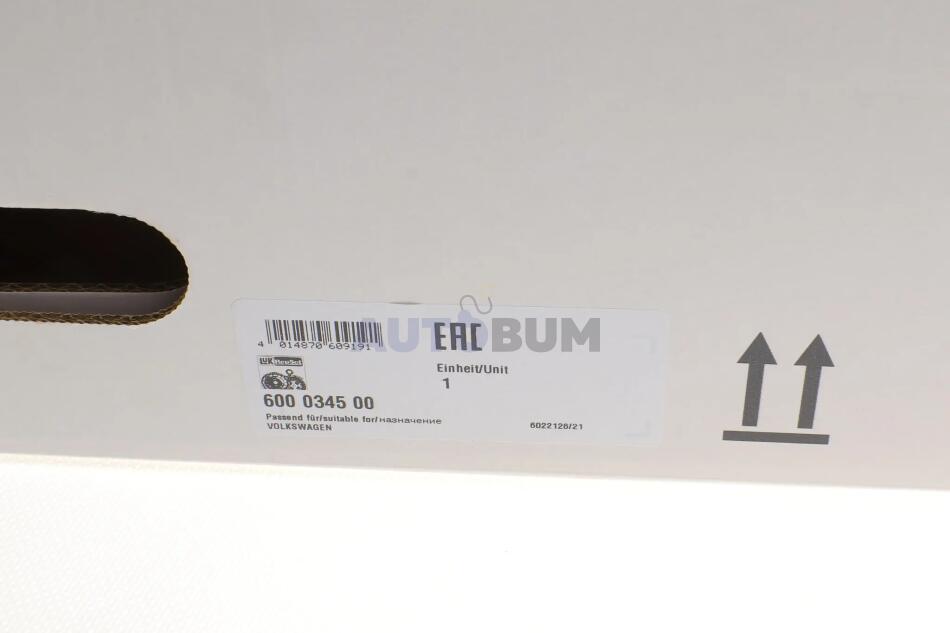 AUTOBUM
EAC
4 014870 609191
LUK RepSet
Einheit/Unit
1
600 0345 00
Passend für/suitable for/назначение
VOLKSWAGEN
6022126/21